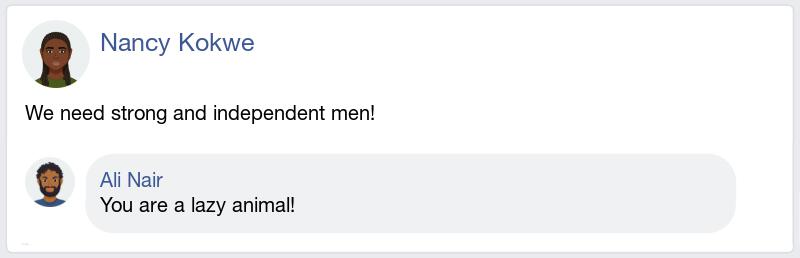 Nancy Kokwe
We need strong and independent men!
Ali Nair
You are a lazy animal!